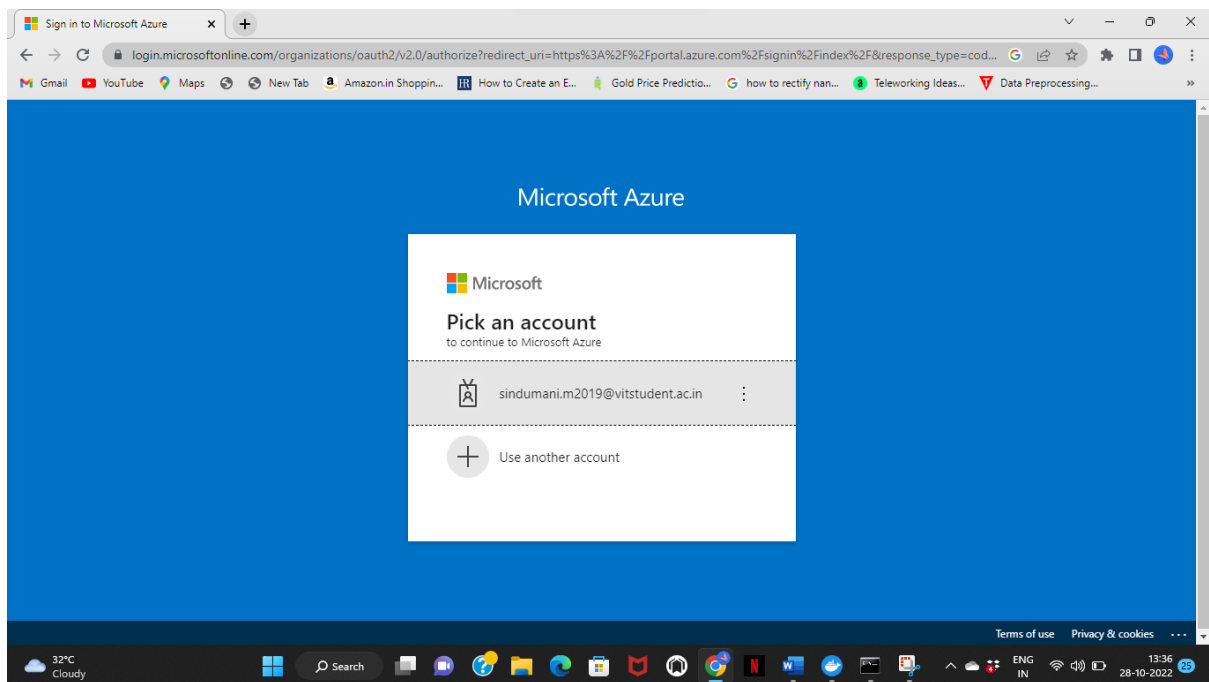 Sign in to Microsoft Azure
login.microsoftonline.com/organizations/oauth2/v2.0/authorize?redirect_uri=https%3A%2F%2Fportal.azure.com%2Fsignin%2Findex%2F&response_type=cod...
Gmail YouTube Maps New Tab Amazon.in Shoppin... How to Create an E... Gold Price Predictio... how to rectify nan... Teleworking Ideas... Data Preprocessing... »
Microsoft Azure
Microsoft
Pick an account
to continue to Microsoft Azure
sindumani.m2019@vitstudent.ac.in
Use another account
Terms of use Privacy & cookies ...
32°C
Cloudy
Search
ENG
IN
13:36
28-10-2022
25